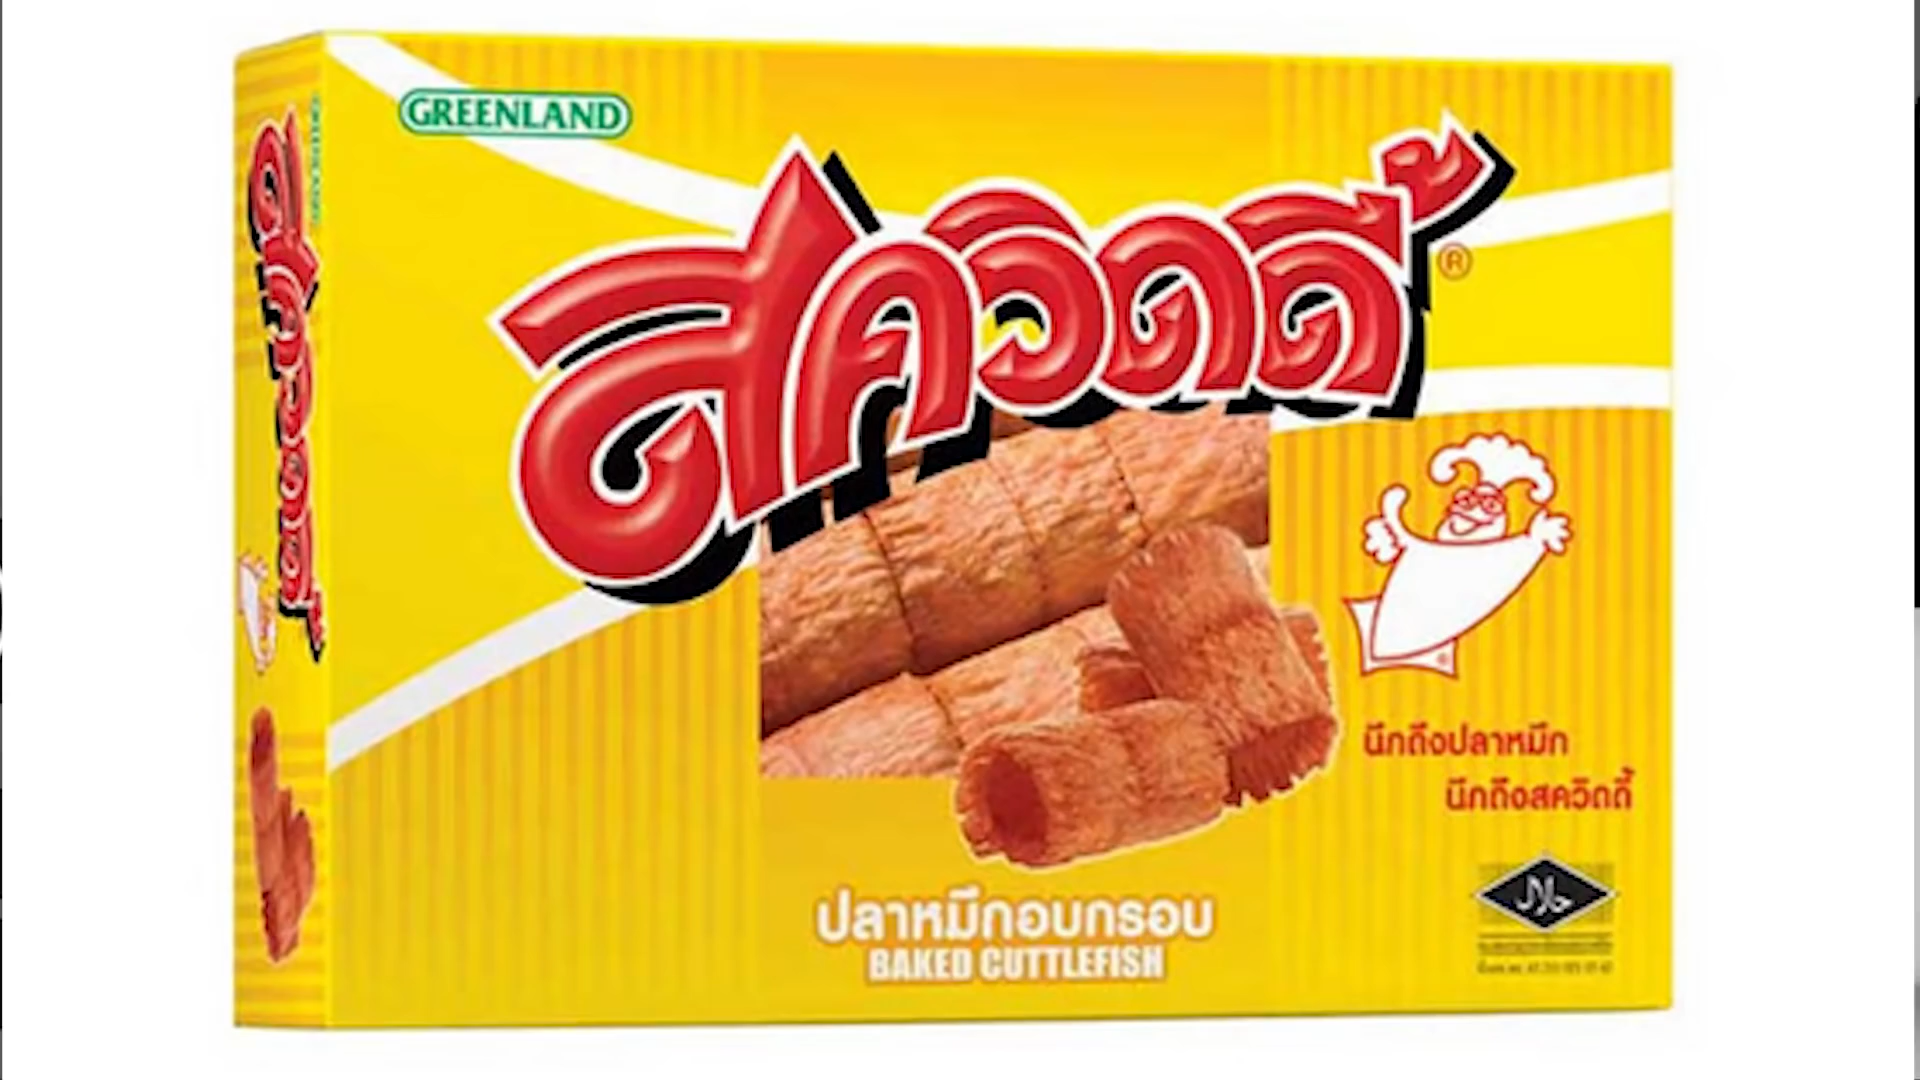 GREENLAND
สควิดดี้
®
นึกถึงปลาหมึก
นึกถึงสควิดดี้
حلال
ปลาหมึกอบกรอบ
BAKED CUTTLEFISH